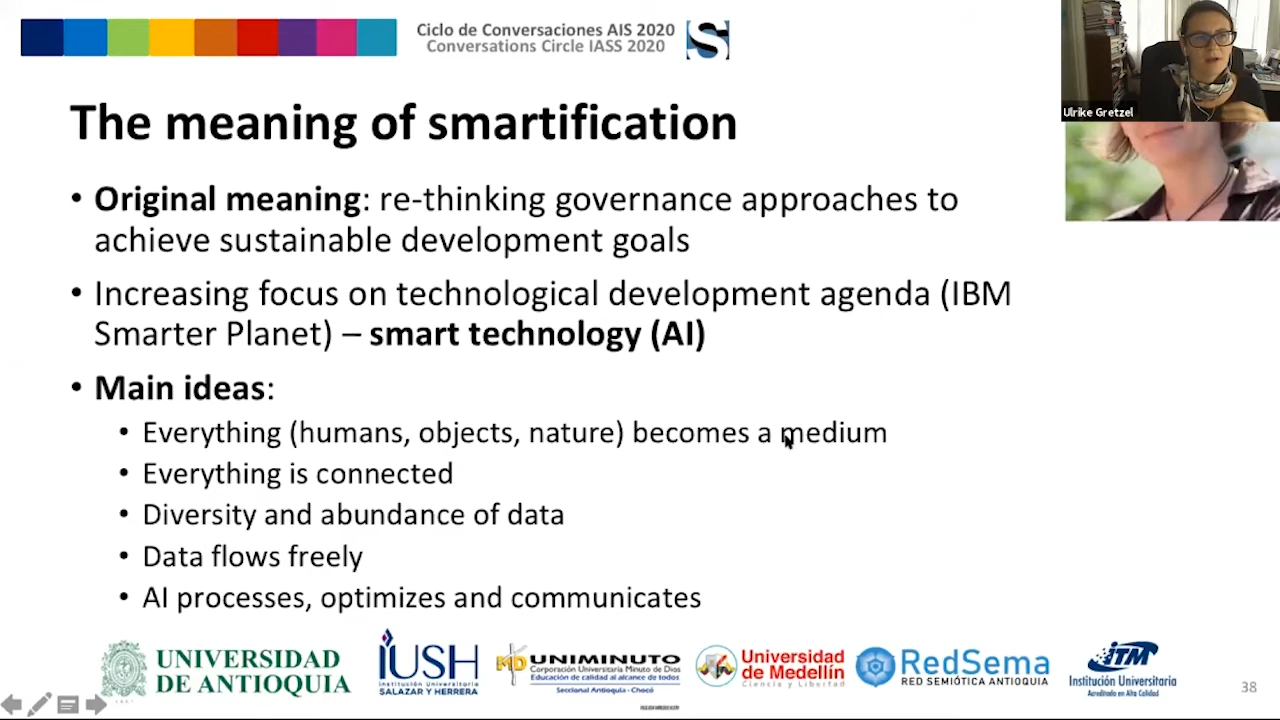 Ciclo de Conversaciones AIS 2020
Conversations Circle IASS 2020
S
Ulrike Gretzel
The meaning of smartification
• Original meaning: re-thinking governance approaches to
achieve sustainable development goals
• Increasing focus on technological development agenda (IBM
Smarter Planet) – smart technology (AI)
• Main ideas:
• Everything (humans, objects, nature) becomes a medium
• Everything is connected
• Diversity and abundance of data
• Data flows freely
• AI processes, optimizes and communicates
UNIVERSIDAD
DE ANTIOQUIA
IUSH
Institución Universitaria
SALAZAR Y HERRERA
MD UNIMINUTO
Corporación Universitaria Minuto de Dios
Educación de calidad al alcance de todos
Seccional Antioquia - Chocó
Universidad
de Medellín
Ciencia y Libertad
RedSema
RED SEMIÓTICA ANTIOQUIA
iTM
Institución Universitaria
Acreditada en Alta Calidad
38